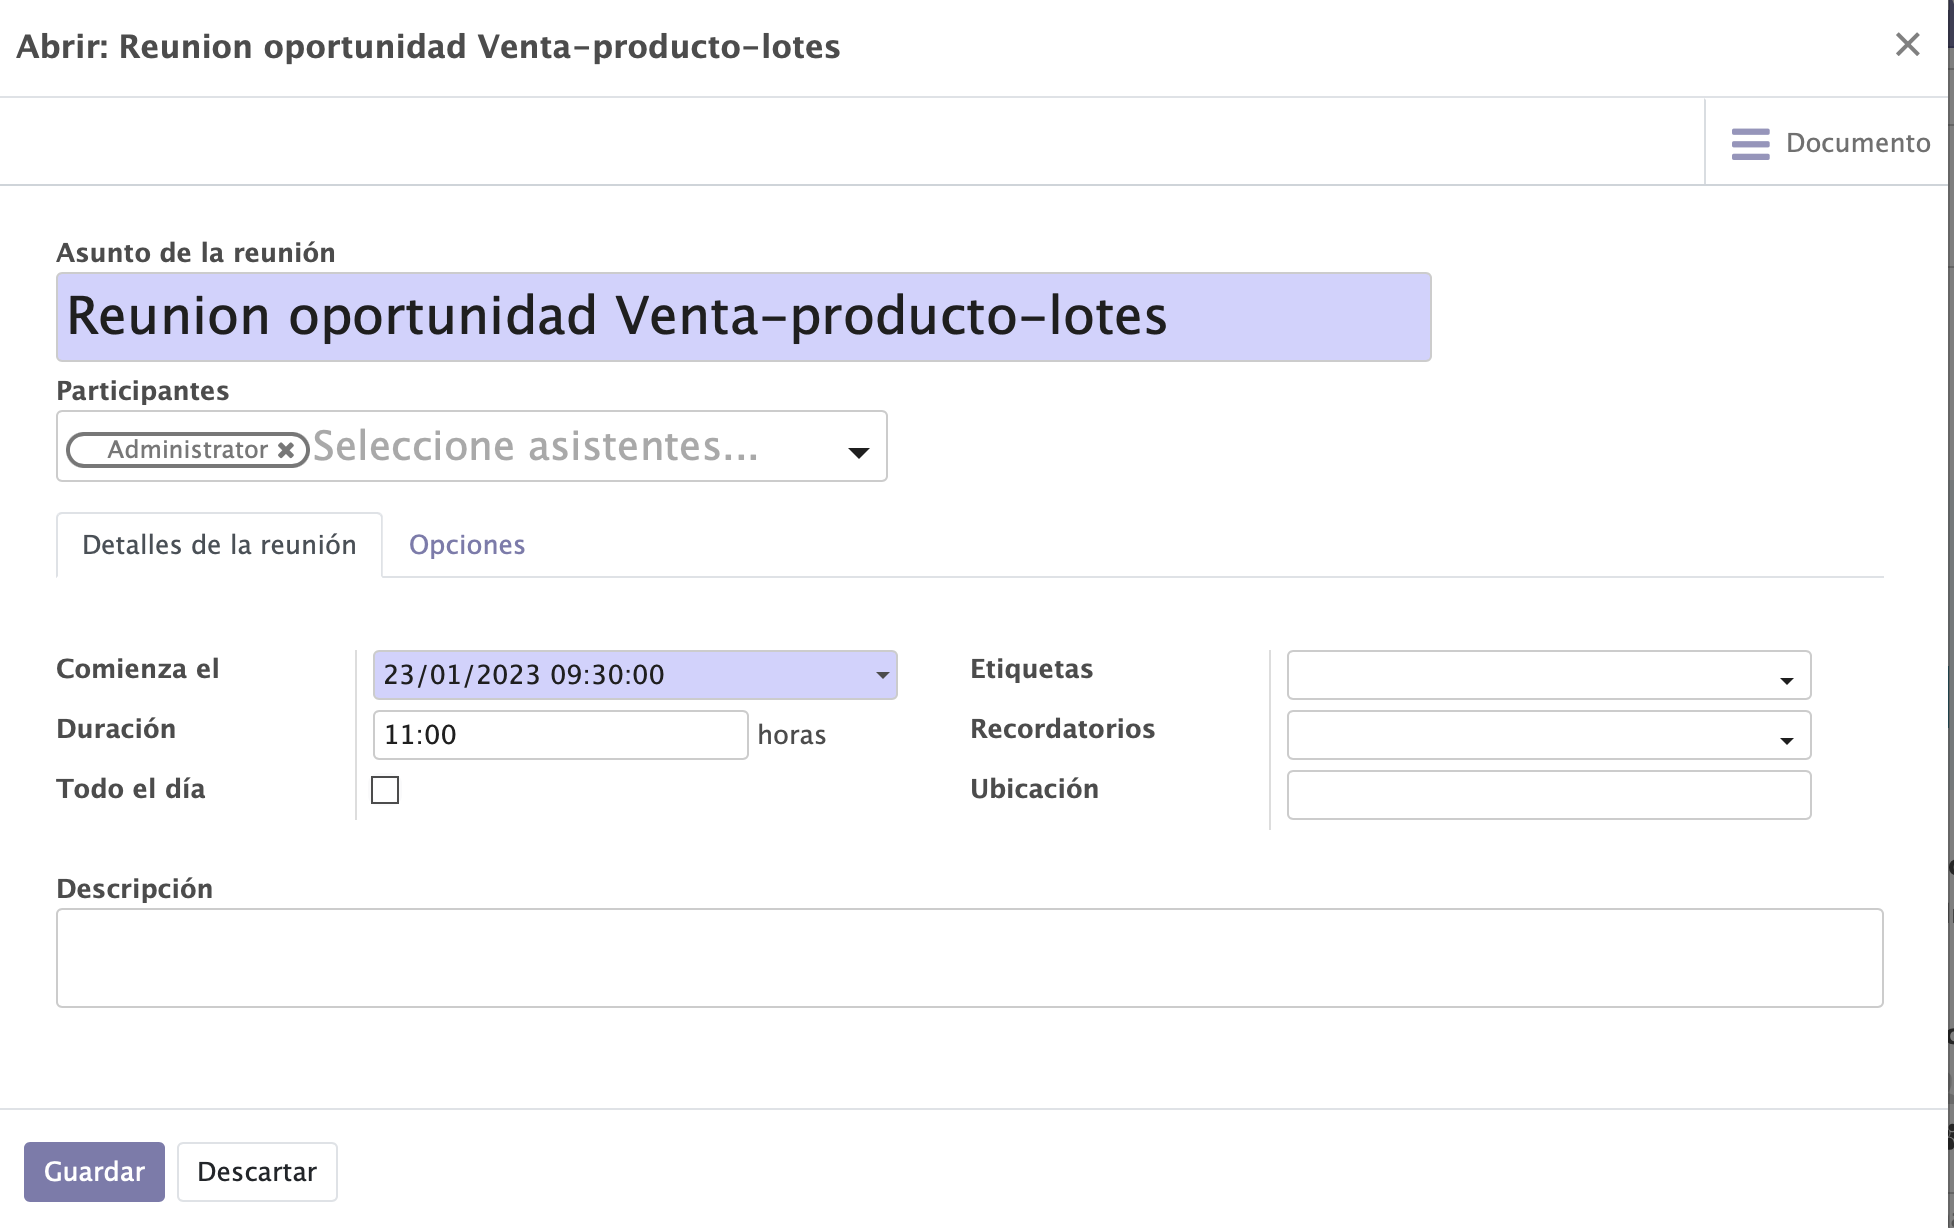 Abrir: Reunion oportunidad Venta-producto-lotes
Documento
Asunto de la reunión
Reunion oportunidad Venta-producto-lotes
Participantes
Administrator Seleccione asistentes...
Detalles de la reunión Opciones
Comienza el 23/01/2023 09:30:00
Duración 11:00 horas
Todo el día
Etiquetas
Recordatorios
Ubicación
Descripción
Guardar Descartar